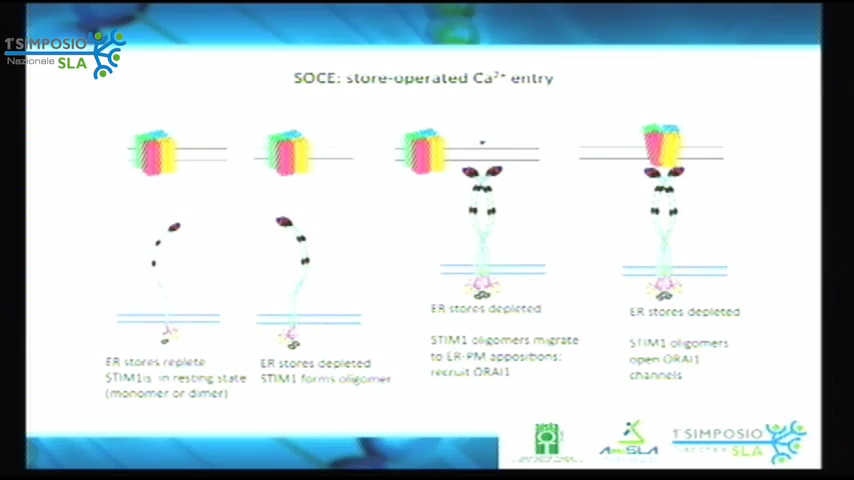 1° SIMPOSIO
Nazionale SLA
SOCE: store-operated Ca²⁺ entry
ER stores replete
STIM1is in resting state
(monomer or dimer)
ER stores depleted
STIM1 forms oligomer
ER stores depleted
STIM1 oligomers migrate
to ER-PM appositions;
recruit ORAI1
ER stores depleted
STIM1 oligomers
open ORAI1
channels
SLA
1° SIMPOSIO
SLA